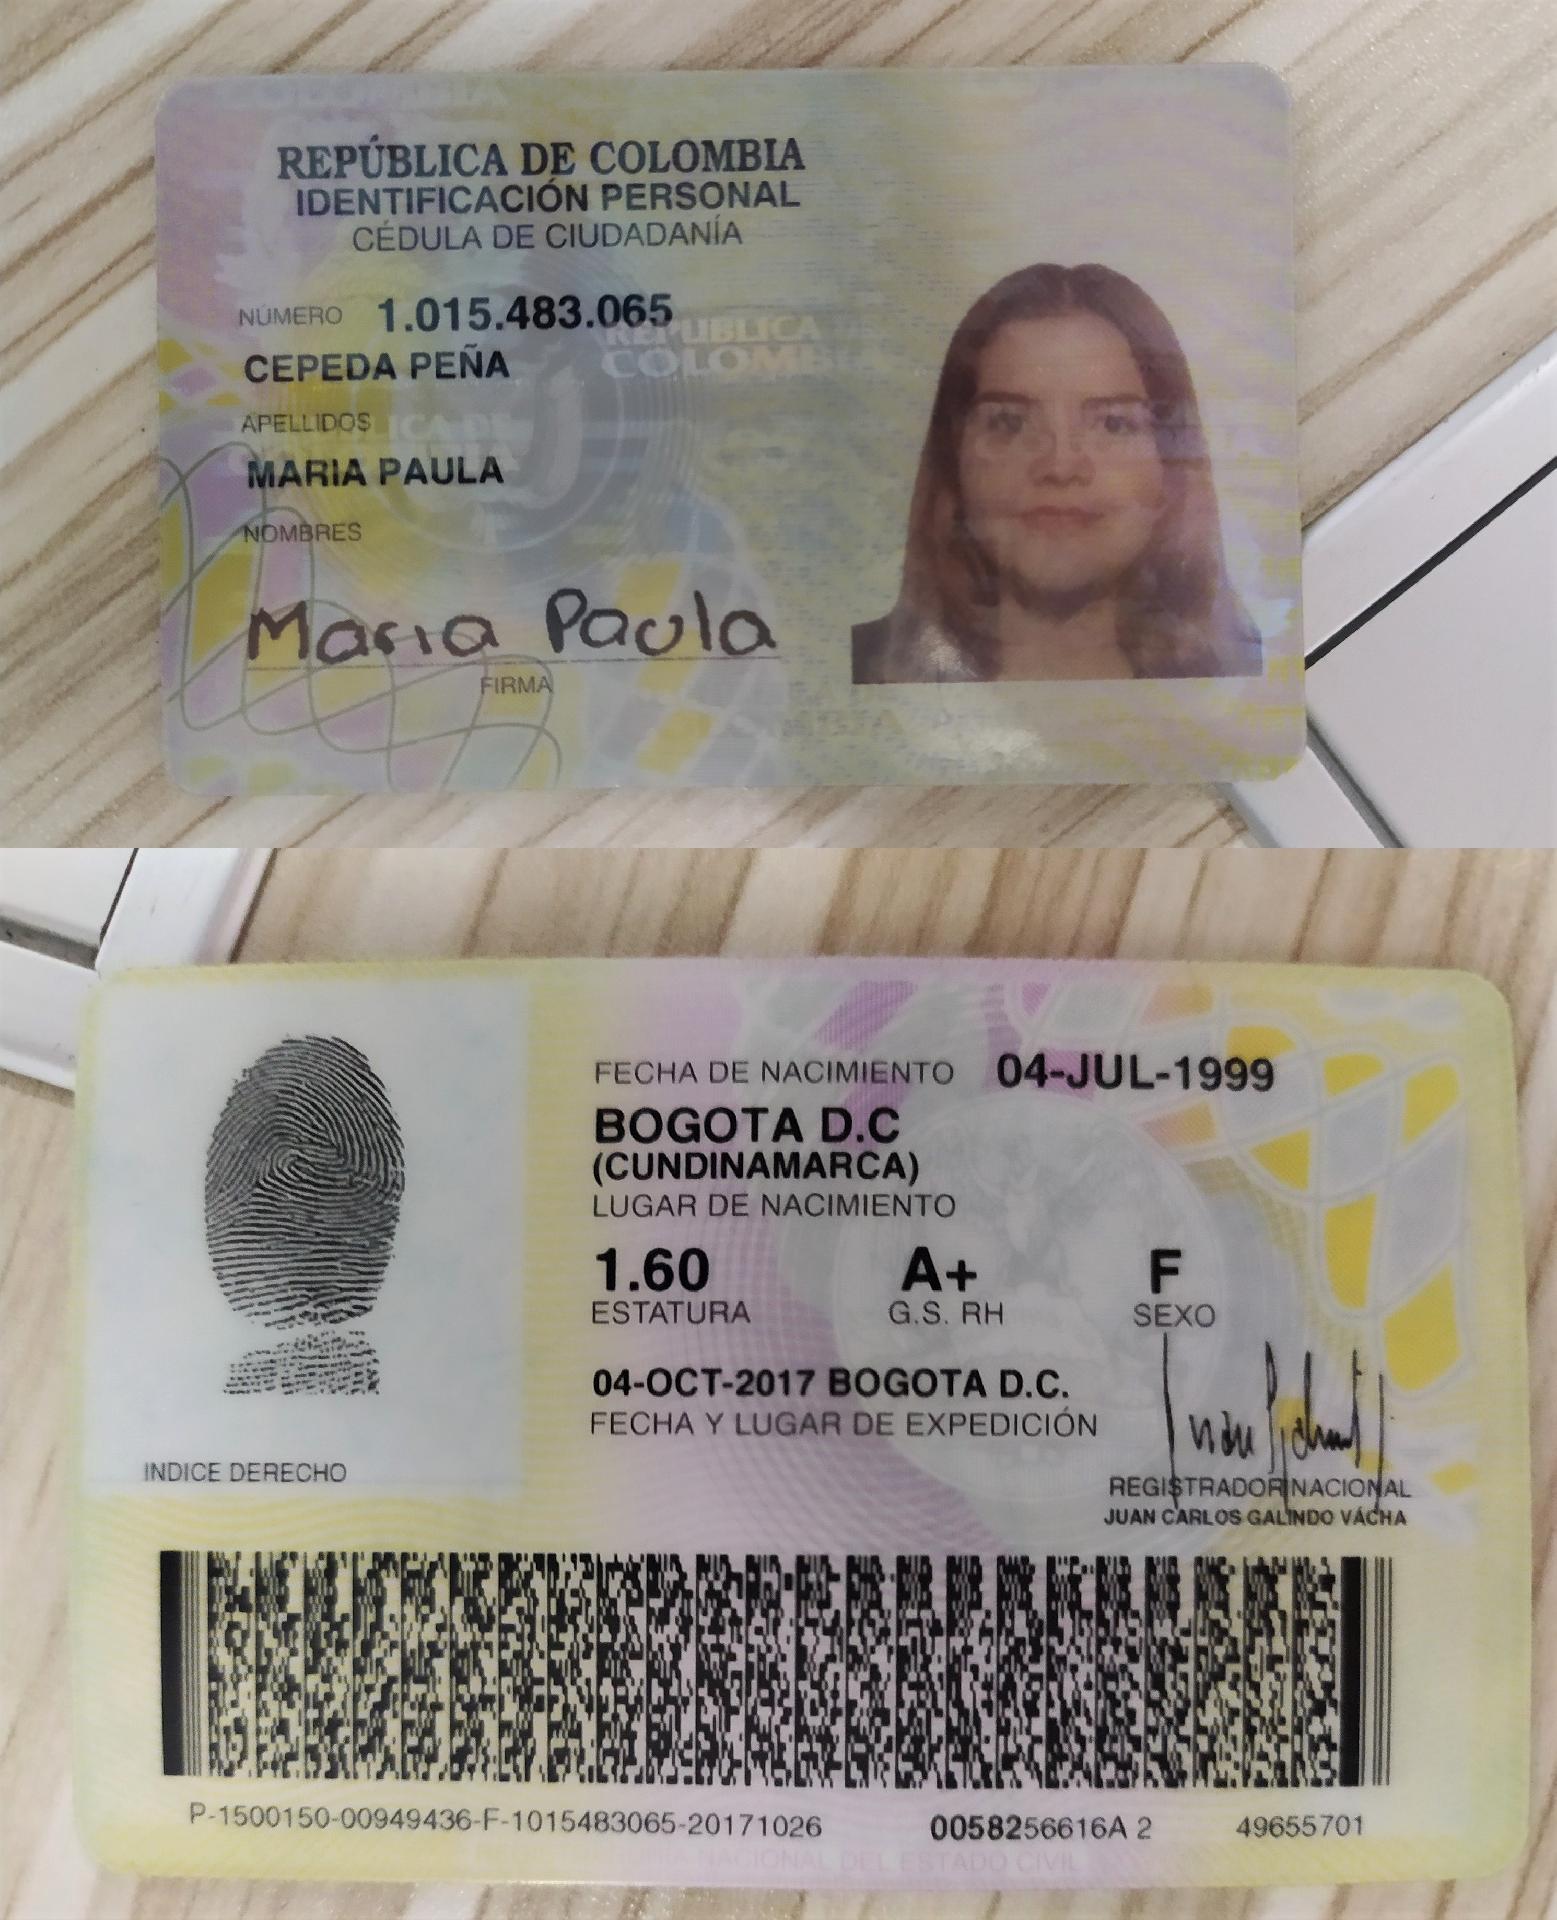 REPÚBLICA DE COLOMBIA
IDENTIFICACIÓN PERSONAL
CÉDULA DE CIUDADANÍA
NÚMERO 1.015.483.065
CEPEDA PEÑA
APELLIDOS
MARIA PAULA
NOMBRES
Maria Paula
FIRMA
REPUBLICA
COLOM
FECHA DE NACIMIENTO 04-JUL-1999
BOGOTA D.C
(CUNDINAMARCA)
LUGAR DE NACIMIENTO
1.60 A+ F
ESTATURA G.S. RH SEXO
04-OCT-2017 BOGOTA D.C.
FECHA Y LUGAR DE EXPEDICIÓN
INDICE DERECHO
REGISTRADOR NACIONAL
JUAN CARLOS GALINDO VÁCHA
P-1500150-00949436-F-1015483065-20171026 0058256616A 2 49655701
NACIONAL DEL ESTADO CIVIL